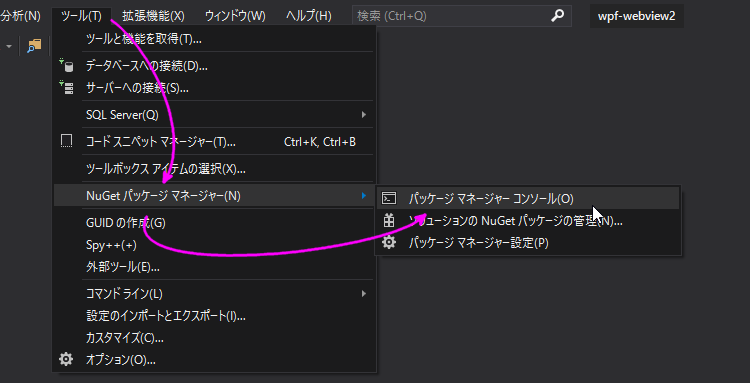 分析(N) ツール(T) 拡張機能(X) ウィンドウ(W) ヘルプ(H) 検索 (Ctrl+Q) wpf-webview2
ツールと機能を取得(T)...
データベースへの接続(D)...
サーバーへの接続(S)...
SQL Server(Q)
コード スニペット マネージャー(T)... Ctrl+K, Ctrl+B
ツールボックス アイテムの選択(X)...
NuGet パッケージ マネージャー(N)
パッケージ マネージャー コンソール(O)
ソリューションの NuGet パッケージの管理(N)...
パッケージ マネージャー設定(P)
GUID の作成(G)
Spy++(+)
外部ツール(E)...
コマンド ライン(L)
設定のインポートとエクスポート(I)...
カスタマイズ(C)...
オプション(O)...